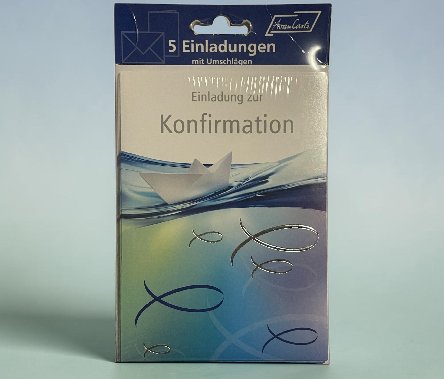 5 Einladungen
mit Umschlägen
Einladung zur
Konfirmation